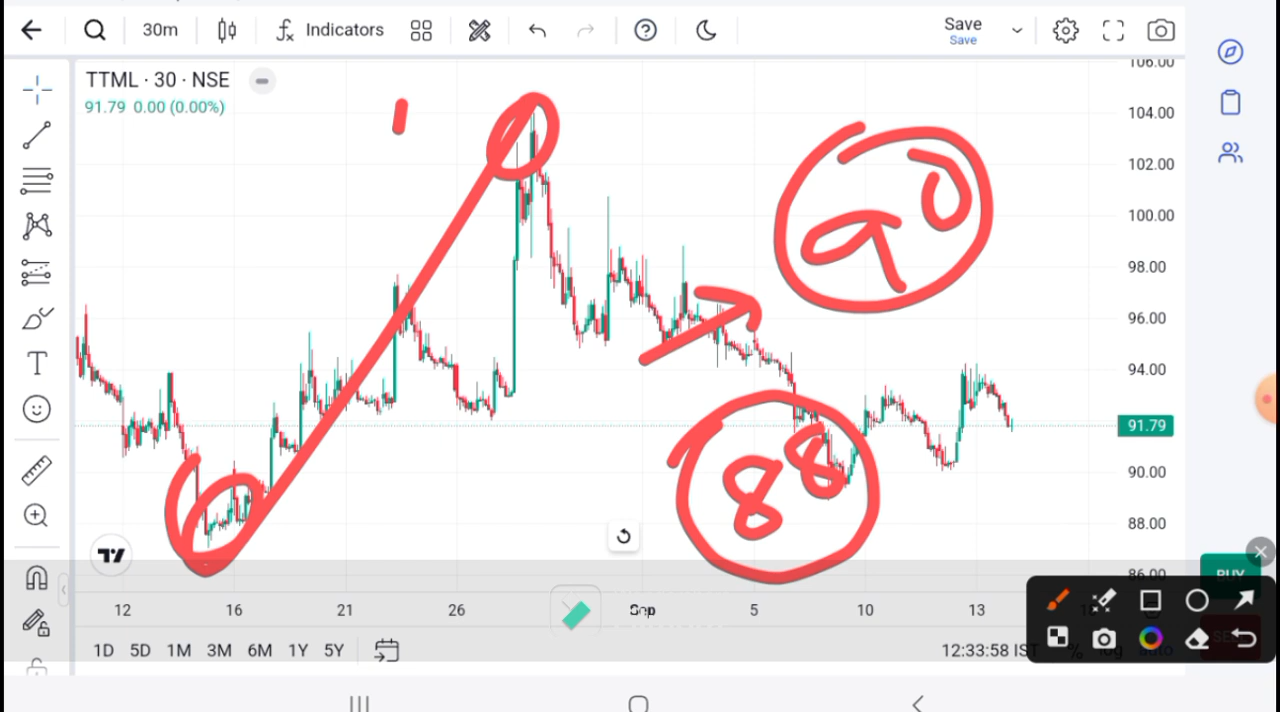 30m Indicators Save
Save
TTML · 30 · NSE
91.79 0.00 (0.00%)
106.00
104.00
102.00
100.00
98.00
96.00
94.00
91.79
90.00
88.00
86.00
90
88
BUY
12 16 21 26 Sep 5 10 13
1D 5D 1M 3M 6M 1Y 5Y 12:33:58 IST % log auto